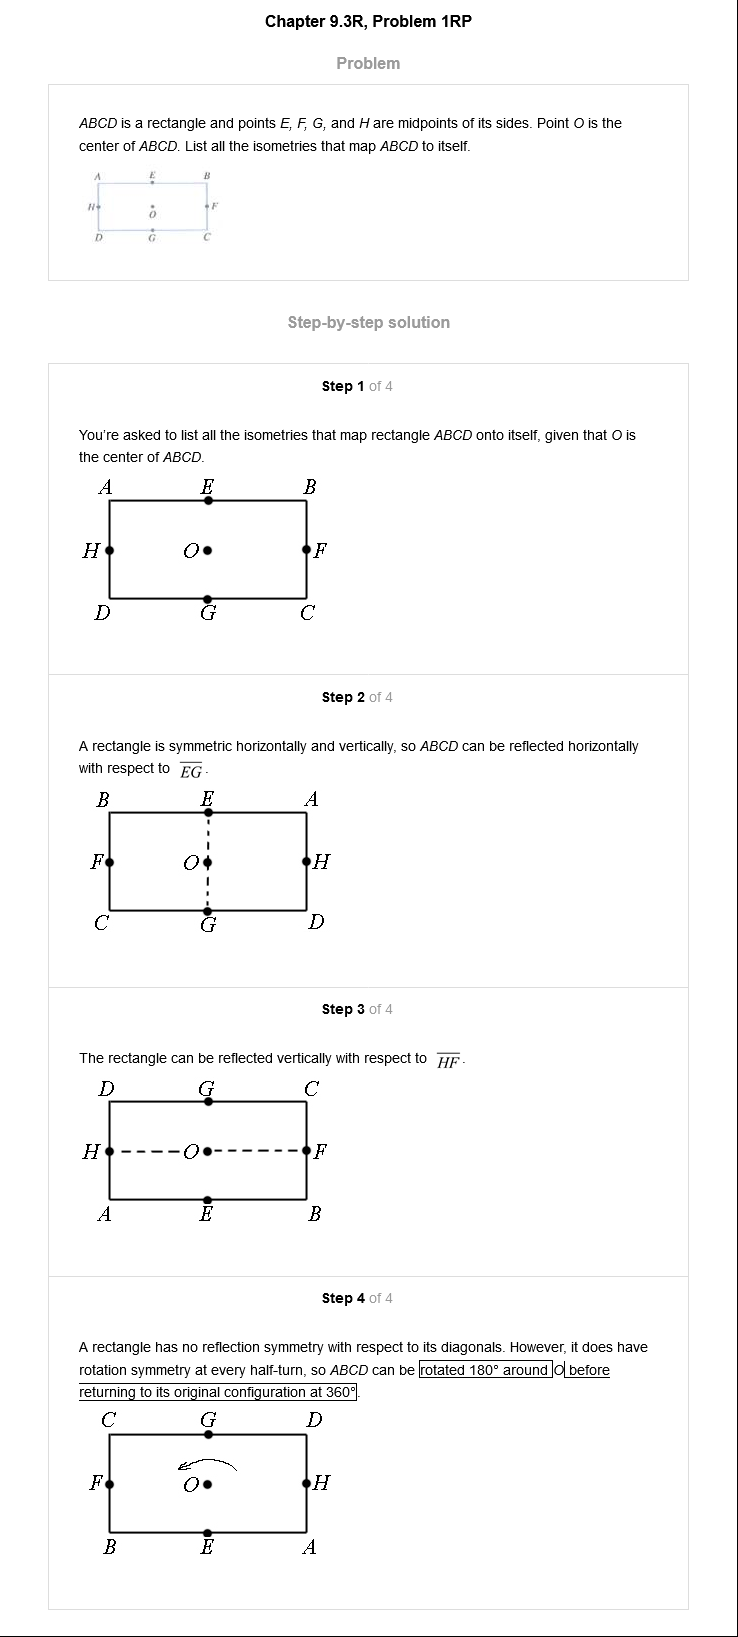 Chapter 9.3R, Problem 1RP
Problem
ABCD is a rectangle and points E, F, G, and H are midpoints of its sides. Point O is the
center of ABCD. List all the isometries that map ABCD to itself.
A E B
H O F
D G C
Step-by-step solution
Step 1 of 4
You're asked to list all the isometries that map rectangle ABCD onto itself, given that O is
the center of ABCD.
A E B
H O F
D G C
Step 2 of 4
A rectangle is symmetric horizontally and vertically, so ABCD can be reflected horizontally
with respect to EG.
B E A
F O H
C G D
Step 3 of 4
The rectangle can be reflected vertically with respect to HF.
D G C
H O F
A E B
Step 4 of 4
A rectangle has no reflection symmetry with respect to its diagonals. However, it does have
rotation symmetry at every half-turn, so ABCD can be rotated 180° around O before
returning to its original configuration at 360°.
C G D
F O H
B E A